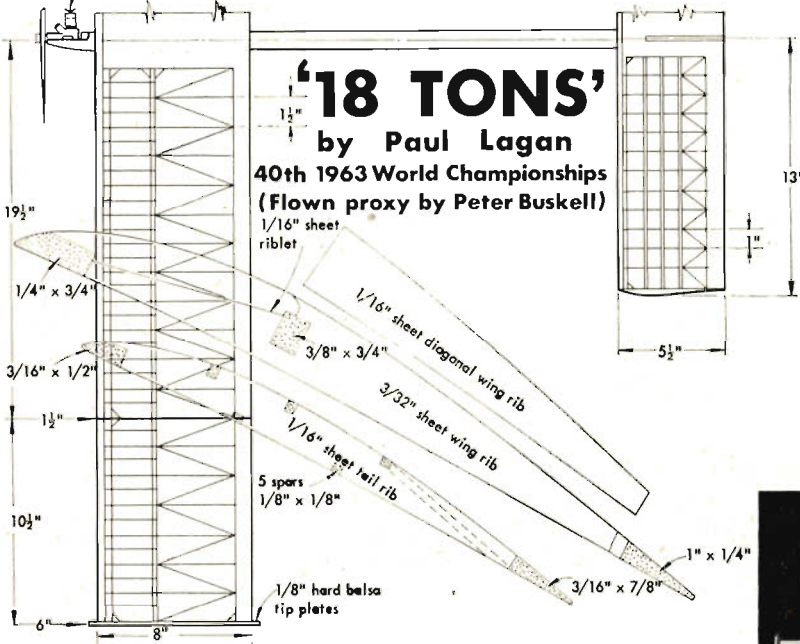 '18 TONS'
by Paul Lagan
40th 1963 World Championships
(Flown proxy by Peter Buskell)
1½"
19½"
13"
1/16" sheet
riblet
1"
1/4" x 3/4"
1/16" sheet diagonal wing rib
3/8" x 3/4"
5½"
3/16" x 1/2"
3/32" sheet wing rib
1½"
1/16" sheet tail rib
5 spars
1/8" x 1/8"
10½"
1" x 1/4"
3/16" x 7/8"
1/8" hard balsa
tip plates
6"
8"